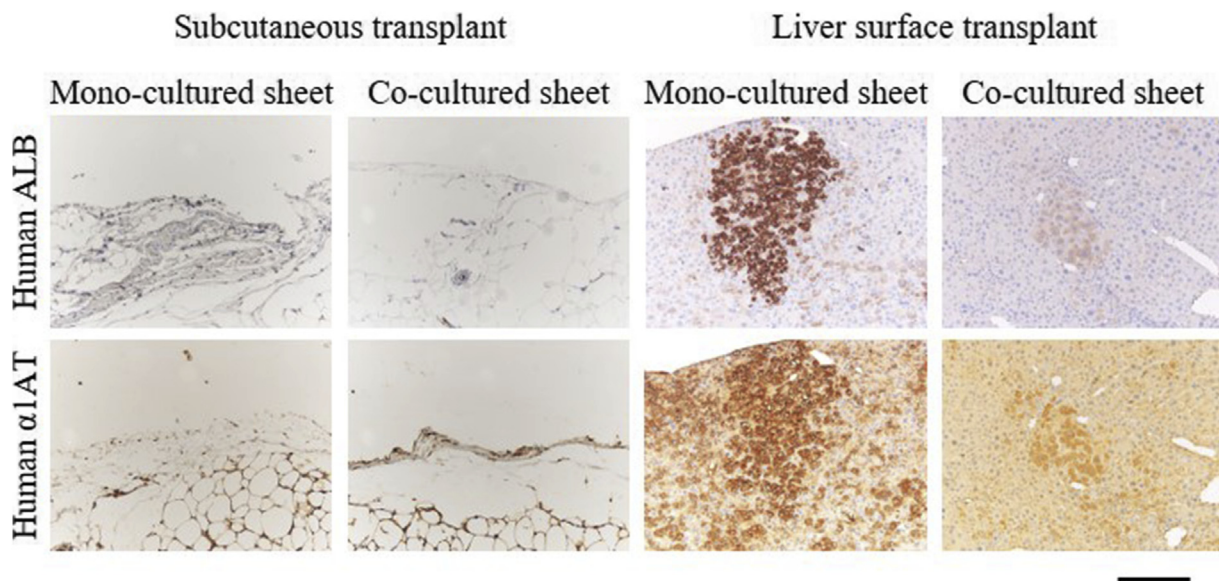 Subcutaneous transplant
Liver surface transplant
Mono-cultured sheet
Co-cultured sheet
Mono-cultured sheet
Co-cultured sheet
Human ALB
Human α1AT